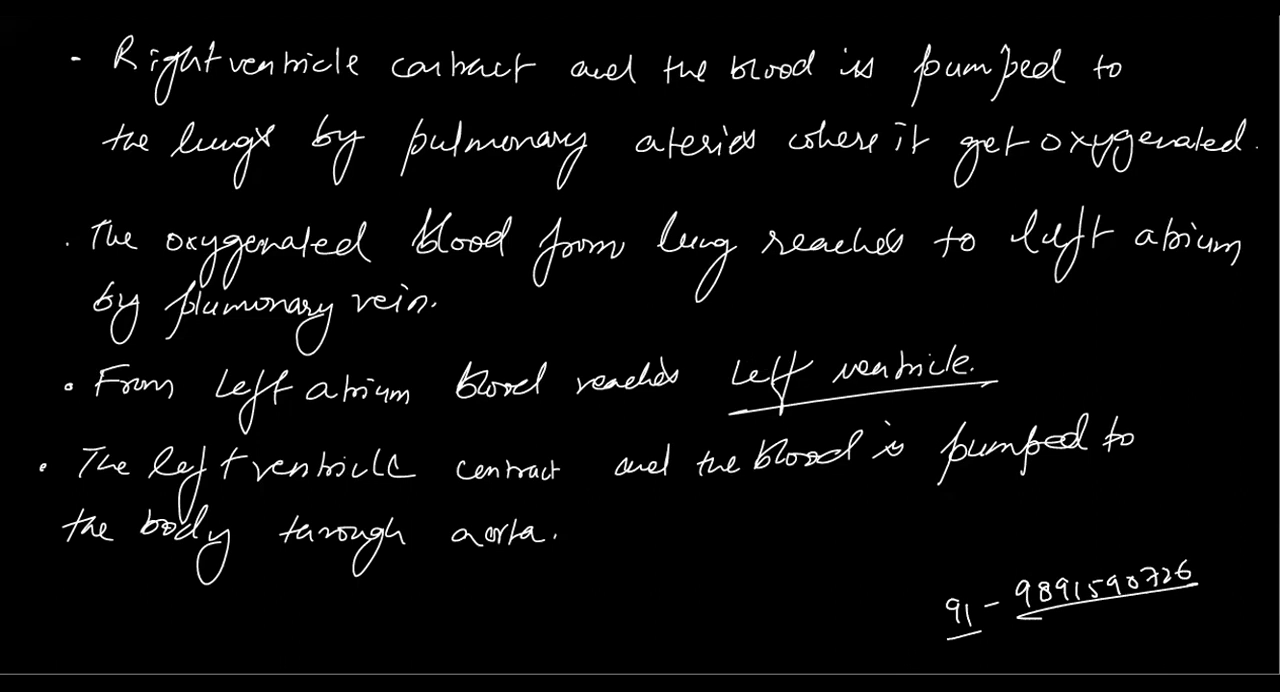 · Right ventricle contract and the blood is pumped to
the lungs by pulmonary ateries where it get oxygenated.
· The oxygenated blood from lung reaches to left atrium
by plumonary vein.
· From left atrium blood reaches left ventricle.
· The left ventricle contract and the blood is pumped to
the body through aorta.
91 - 9891590726